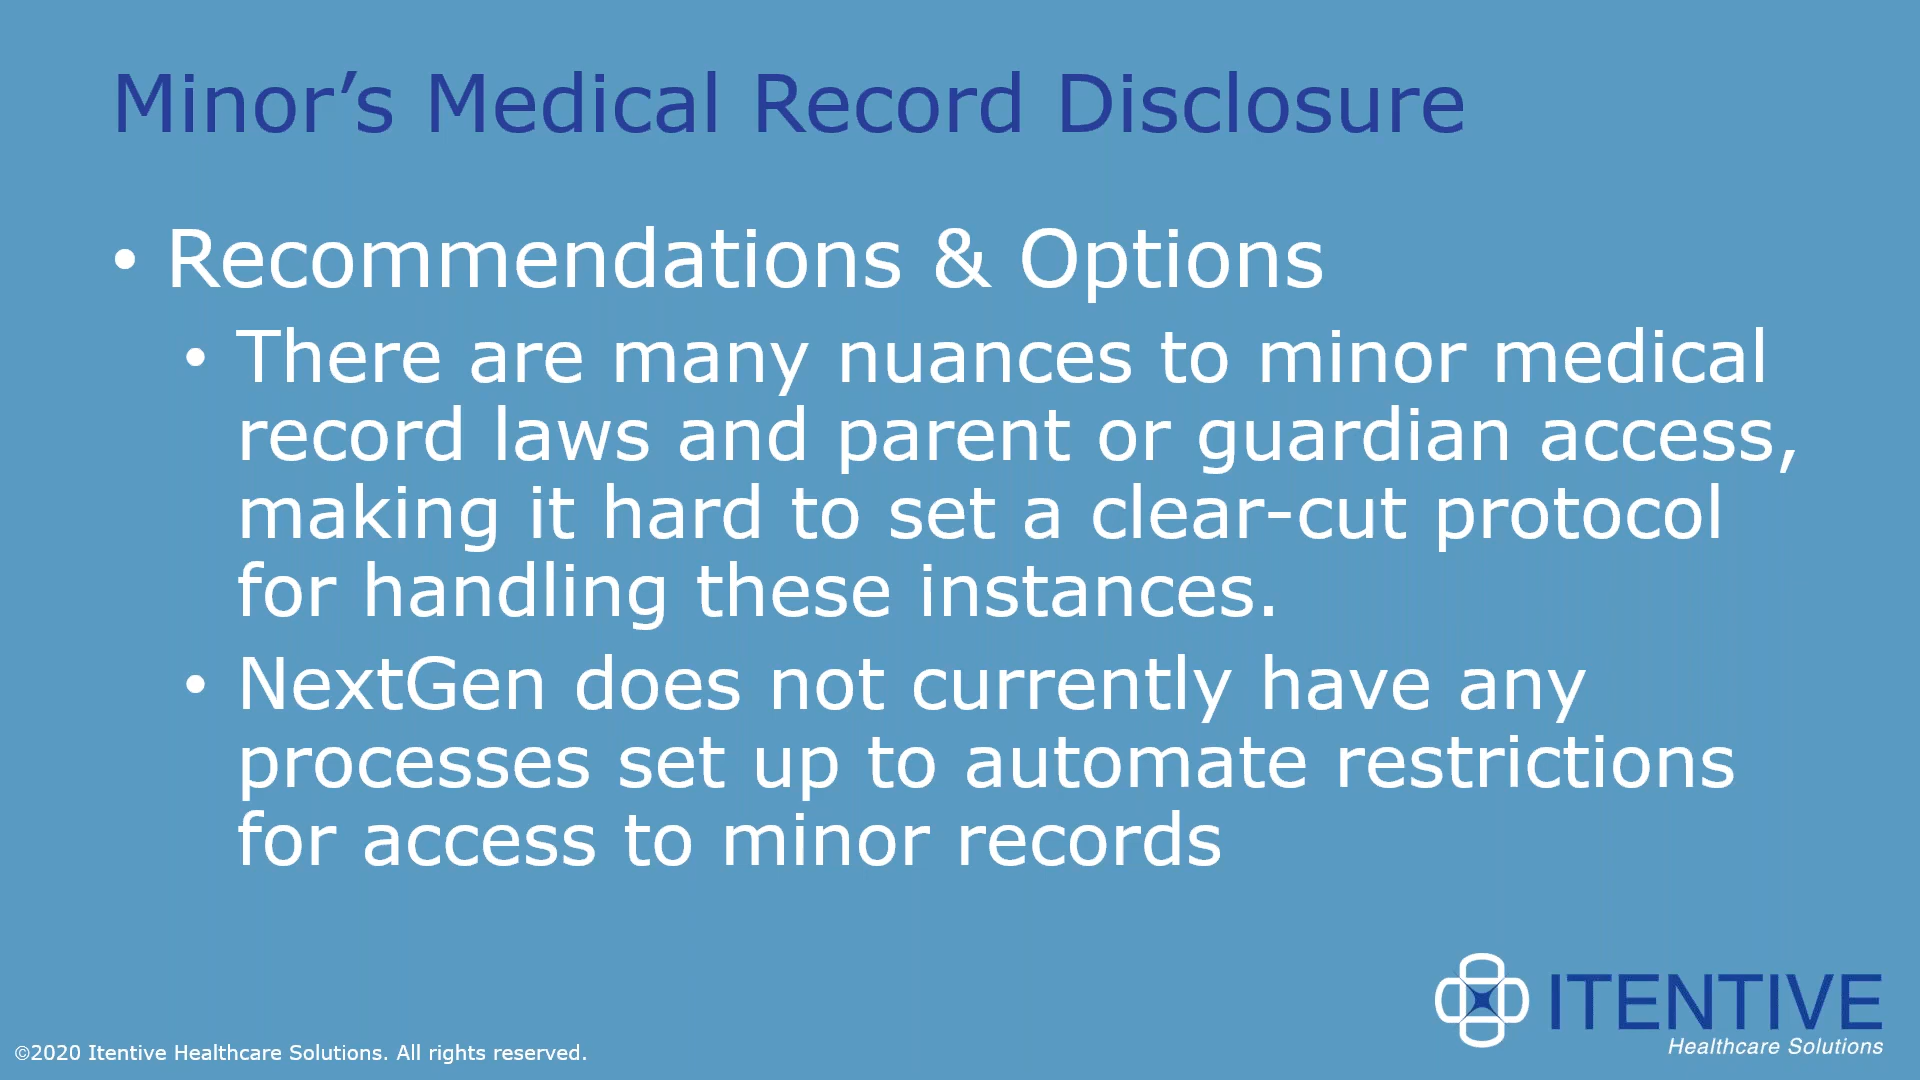 Minor’s Medical Record Disclosure
• Recommendations & Options
• There are many nuances to minor medical
record laws and parent or guardian access,
making it hard to set a clear-cut protocol
for handling these instances.
• NextGen does not currently have any
processes set up to automate restrictions
for access to minor records
ITENTIVE
Healthcare Solutions
©2020 Itentive Healthcare Solutions. All rights reserved.